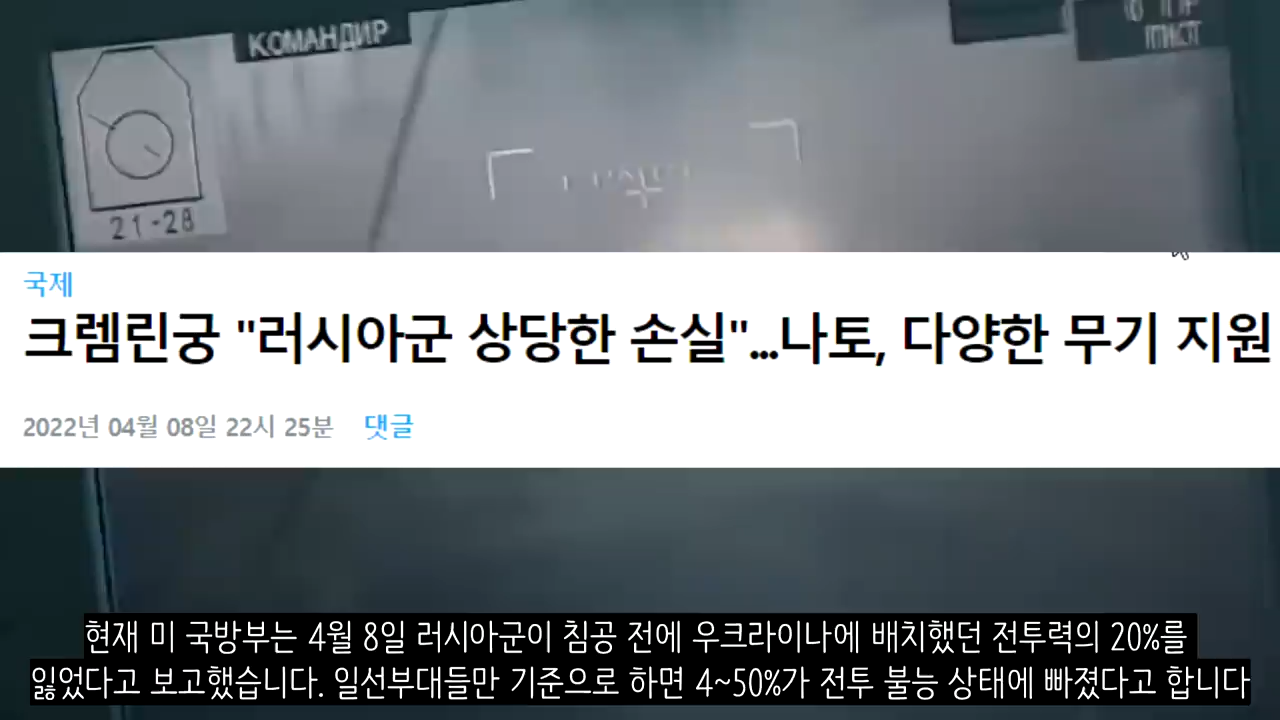 КОМАНДИР
21-28
국제
크렘린궁 "러시아군 상당한 손실"...나토, 다양한 무기 지원
2022년 04월 08일 22시 25분 댓글
현재 미 국방부는 4월 8일 러시아군이 침공 전에 우크라이나에 배치했던 전투력의 20%를
잃었다고 보고했습니다. 일선부대들만 기준으로 하면 4~50%가 전투 불능 상태에 빠졌다고 합니다